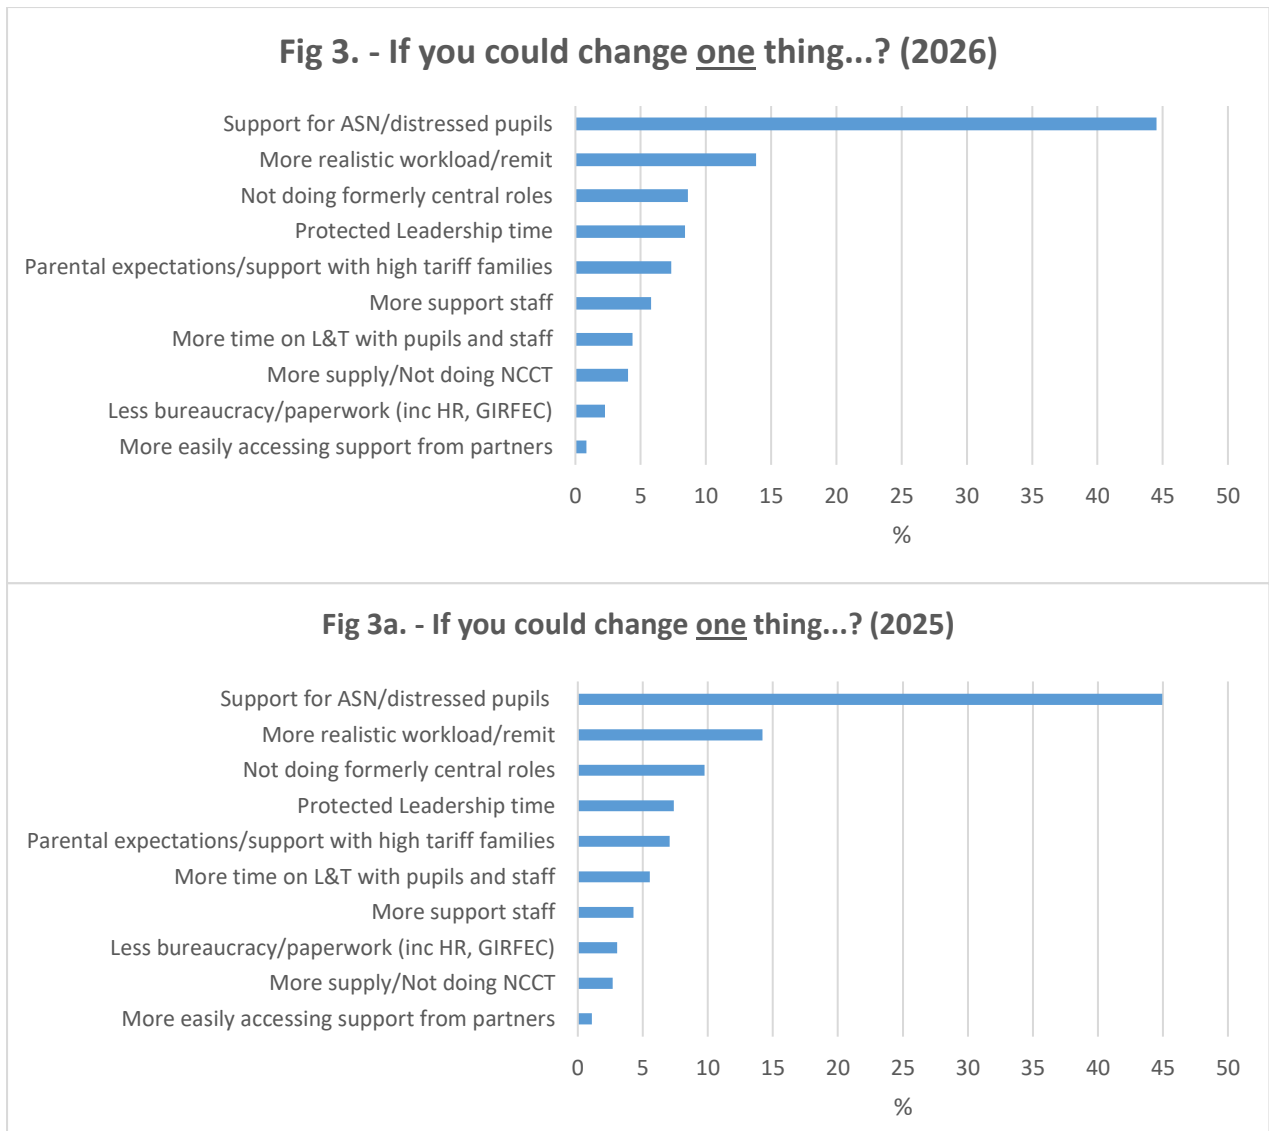 Fig 3. - If you could change one thing...? (2026)
Support for ASN/distressed pupils
More realistic workload/remit
Not doing formerly central roles
Protected Leadership time
Parental expectations/support with high tariff families
More support staff
More time on L&T with pupils and staff
More supply/Not doing NCCT
Less bureaucracy/paperwork (inc HR, GIRFEC)
More easily accessing support from partners
0 5 10 15 20 25 30 35 40 45 50
%
Fig 3a. - If you could change one thing...? (2025)
Support for ASN/distressed pupils
More realistic workload/remit
Not doing formerly central roles
Protected Leadership time
Parental expectations/support with high tariff families
More time on L&T with pupils and staff
More support staff
Less bureaucracy/paperwork (inc HR, GIRFEC)
More supply/Not doing NCCT
More easily accessing support from partners
0 5 10 15 20 25 30 35 40 45 50
%